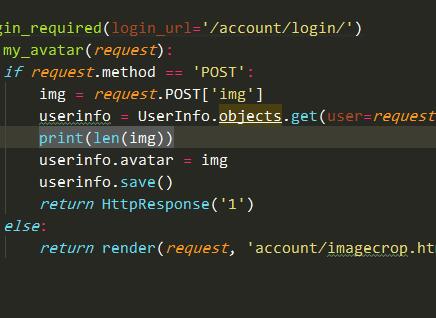 gin_required(login_url='/account/login/')
my_avatar(request):
if request.method == 'POST':
img = request.POST['img']
userinfo = UserInfo.objects.get(user=request
print(len(img))
userinfo.avatar = img
userinfo.save()
return HttpResponse('1')
else:
return render(request, 'account/imagecrop.ht